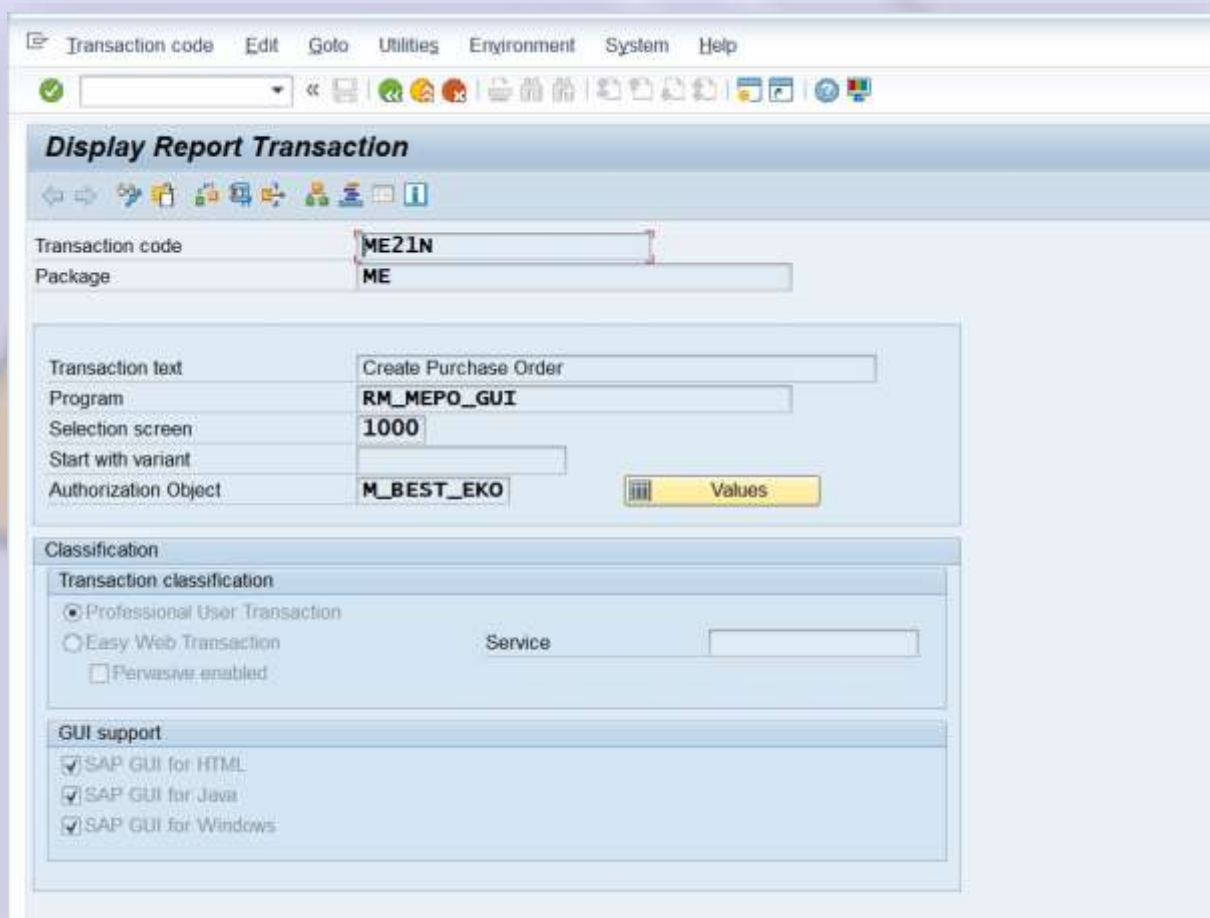 Transaction code Edit Goto Utilities Environment System Help
Display Report Transaction
Transaction code ME21N
Package ME
Transaction text Create Purchase Order
Program RM_MEPO_GUI
Selection screen 1000
Start with variant
Authorization Object M_BEST_EKO Values
Classification
Transaction classification
Professional User Transaction
Easy Web Transaction Service
Pervasive enabled
GUI support
SAP GUI for HTML
SAP GUI for Java
SAP GUI for Windows